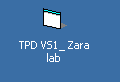 TPD VS1_ Zara
lab